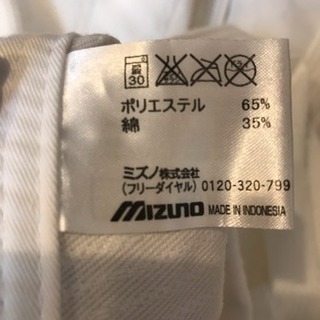 30
ポリエステル 65%
綿 35%
ミズノ株式会社
(フリーダイヤル) 0120-320-799
MIZUNO MADE IN INDONESIA